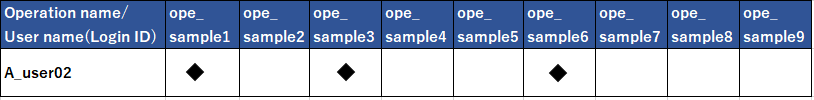 Operation name/ ope_ ope_ ope_ ope_ ope_ ope_ ope_ ope_ ope_
User name(Login ID) sample1 sample2 sample3 sample4 sample5 sample6 sample7 sample8 sample9
A_user02 ◆ ◆ ◆